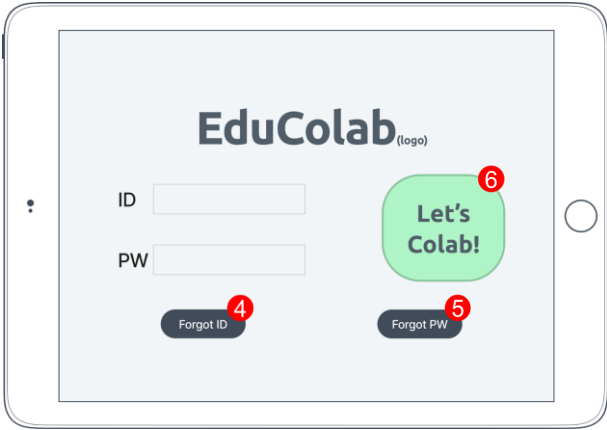 EduColab(logo)
6
ID
Let's
Colab!
PW
4
5
Forgot ID
Forgot PW